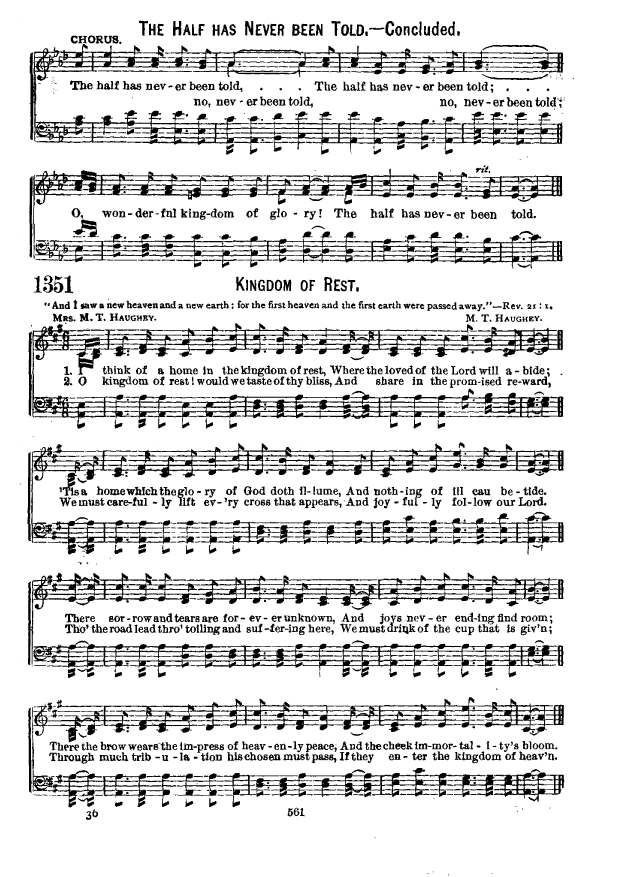 THE HALF HAS NEVER BEEN TOLD.—Concluded.
CHORUS.
The half has nev-er been told, . . . The half has nev-er been told; . . .
no, nev-er been told, no, nev-er been told;
rit.
O, won-der-ful king-dom of glo-ry! The half has nev-er been told.
1351 KINGDOM OF REST.
"And I saw a new heaven and a new earth: for the first heaven and the first earth were passed away."—Rev. 21:1.
MRS. M. T. HAUGHEY. M. T. HAUGHEY.
1. I think of a home in the kingdom of rest, Where the loved of the Lord will a-bide;
2. O kingdom of rest! would we taste of thy bliss, And share in the prom-ised re-ward,
'Tis a home which the glo-ry of God doth il-lume, And noth-ing of ill can be-tide.
We must care-ful-ly lift ev-'ry cross that appears, And joy-ful-ly fol-low our Lord.
There sor-row and tears are for-ev-er unknown, And joys nev-er end-ing find room;
Tho' the road lead thro' toiling and suf-fer-ing here, We must drink of the cup that is giv'n;
There the brow wears the im-press of heav-en-ly peace, And the cheek im-mor-tal-i-ty's bloom.
Through much trib-u-la-tion his chosen must pass, If they en-ter the kingdom of heav'n.
36 561